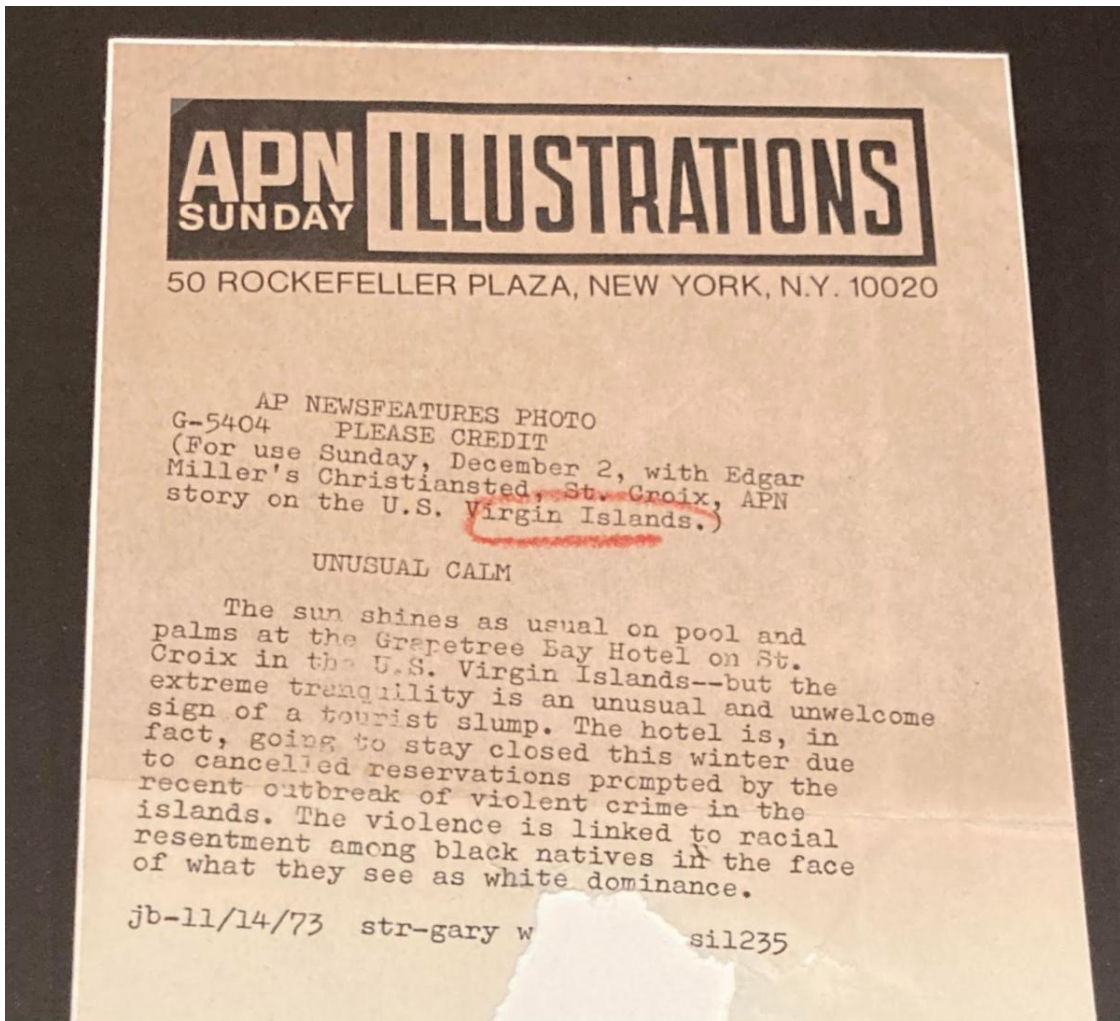 APN
SUNDAY
ILLUSTRATIONS
50 ROCKEFELLER PLAZA, NEW YORK, N.Y. 10020
AP NEWSFEATURES PHOTO
G-5404 PLEASE CREDIT
(For use Sunday, December 2, with Edgar
Miller's Christiansted, St. Croix, APN
story on the U.S. Virgin Islands.)
UNUSUAL CALM
The sun shines as usual on pool and
palms at the Grapetree Bay Hotel on St.
Croix in the U.S. Virgin Islands--but the
extreme tranquility is an unusual and unwelcome
sign of a tourist slump. The hotel is, in
fact, going to stay closed this winter due
to cancelled reservations prompted by the
recent outbreak of violent crime in the
islands. The violence is linked to racial
resentment among black natives in the face
of what they see as white dominance.
jb-11/14/73 str-gary w sil235